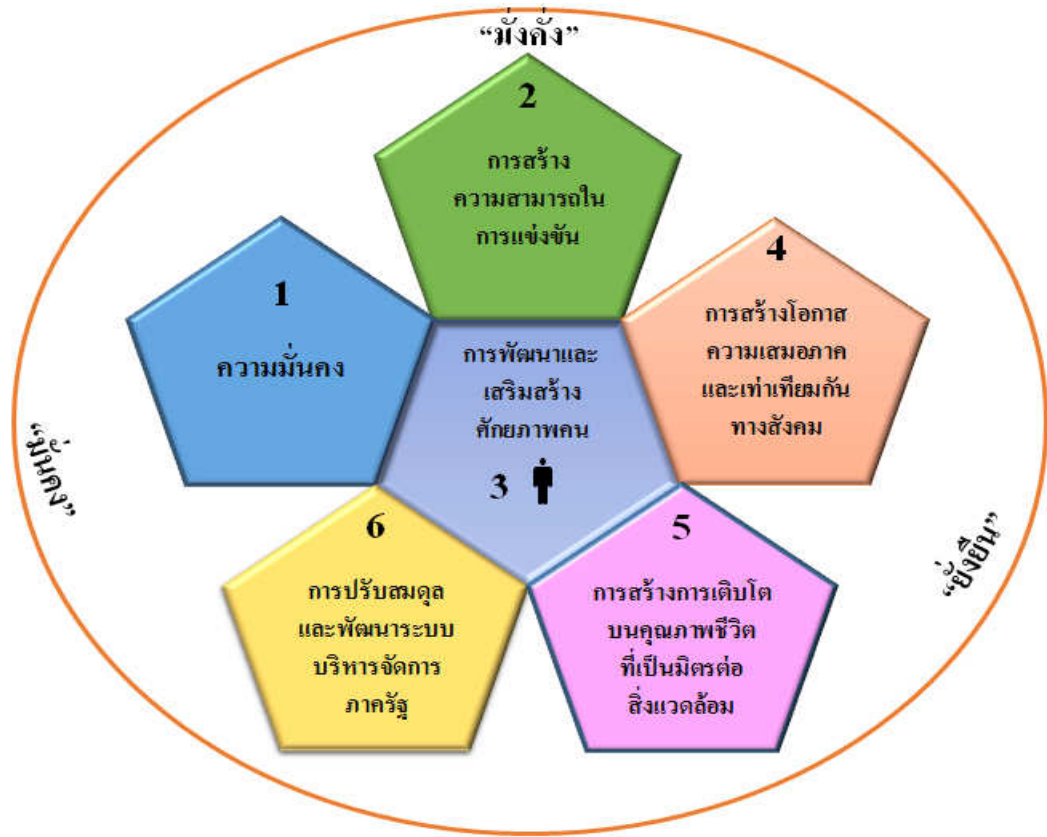 “มั่งคั่ง”
2
การสร้าง
ความสามารถใน
การแข่งขัน
1
ความมั่นคง
4
การสร้างโอกาส
ความเสมอภาค
และเท่าเทียมกัน
ทางสังคม
การพัฒนาและ
เสริมสร้าง
ศักยภาพคน
3
“มั่นคง”
“ยั่งยืน”
6
การปรับสมดุล
และพัฒนาระบบ
บริหารจัดการ
ภาครัฐ
5
การสร้างการเติบโต
บนคุณภาพชีวิต
ที่เป็นมิตรต่อ
สิ่งแวดล้อม